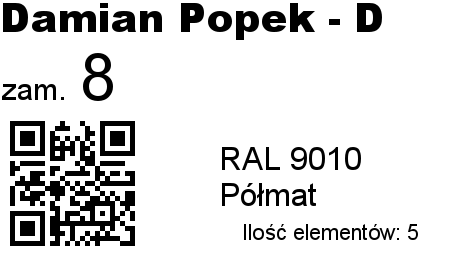 Damian Popek - D
zam. 8
RAL 9010
Półmat
Ilość elementów: 5